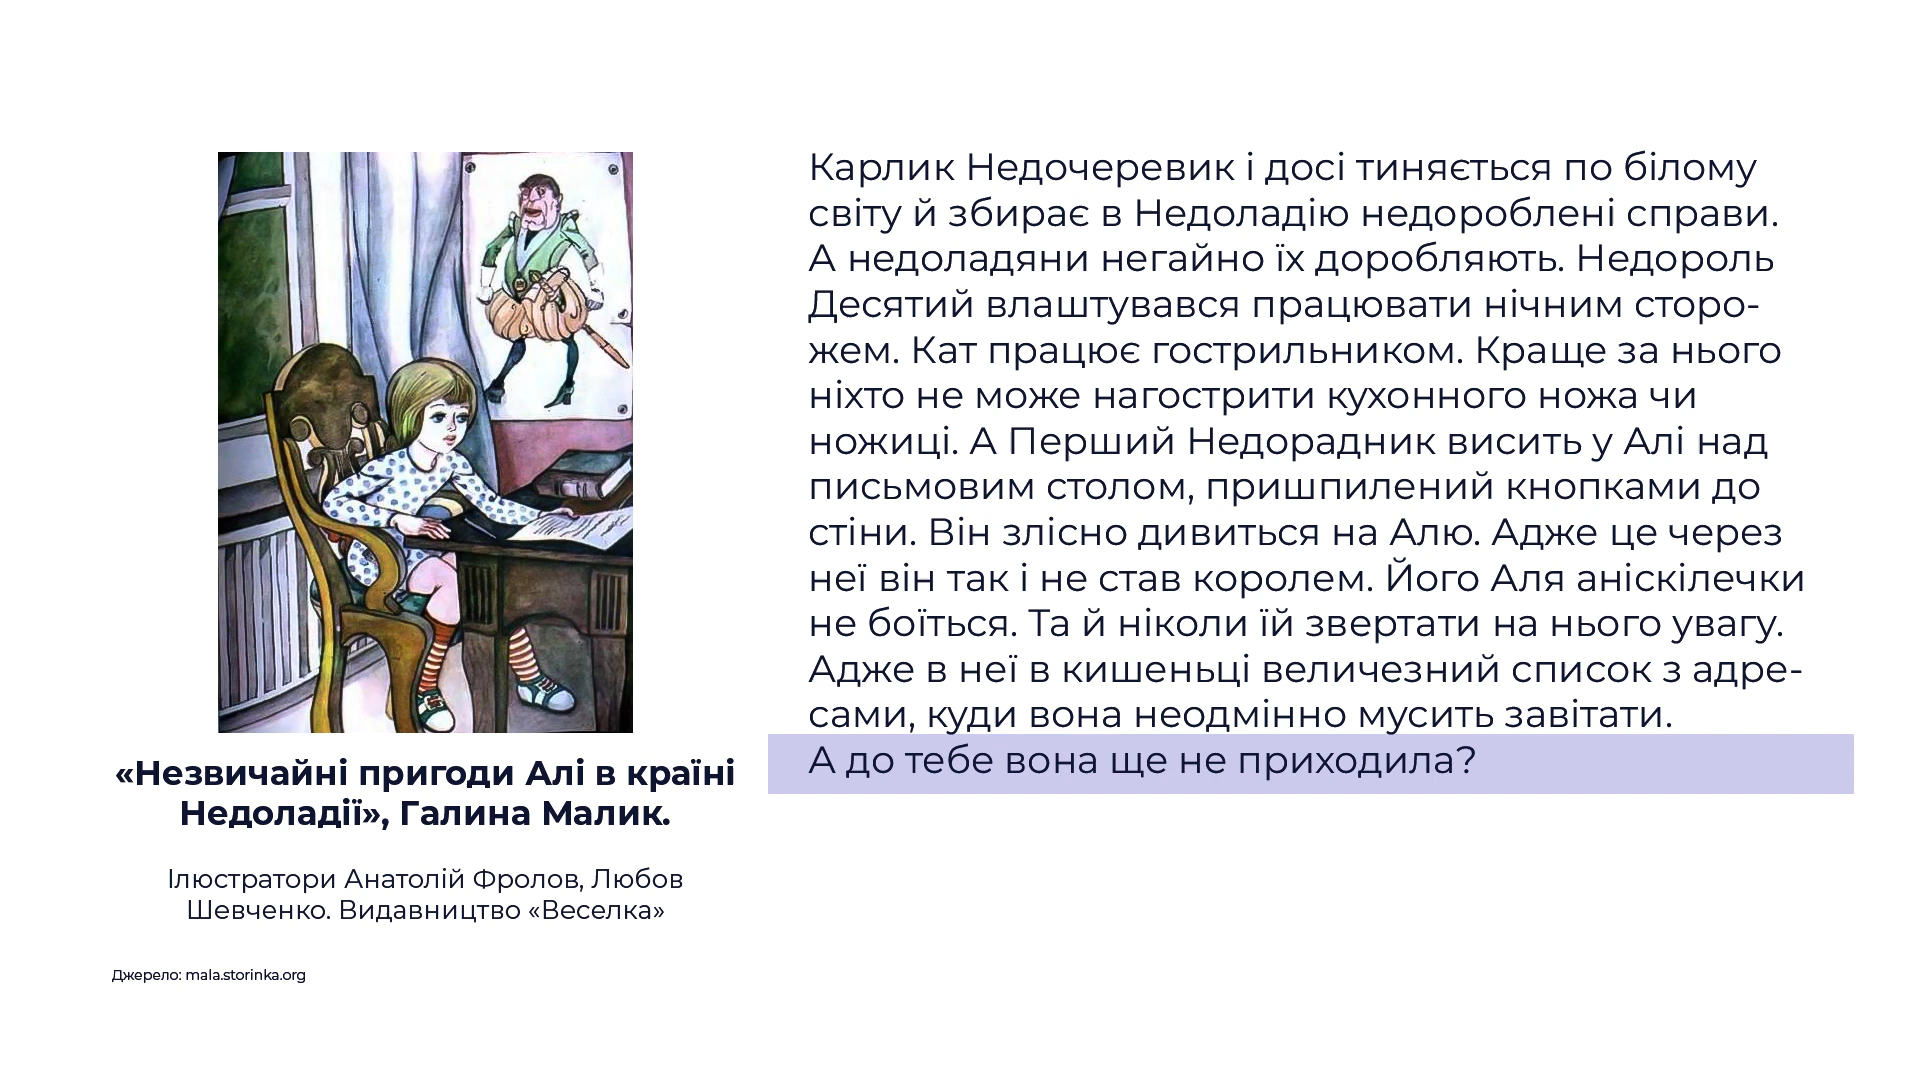 Карлик Недочеревик і досі тиняється по білому
світу й збирає в Недоладію недороблені справи.
А недоладяни негайно їх доробляють. Недороль
Десятий влаштувався працювати нічним сторо-
жем. Кат працює гострильником. Краще за нього
ніхто не може нагострити кухонного ножа чи
ножиці. А Перший Недорадник висить у Алі над
письмовим столом, пришпилений кнопками до
стіни. Він злісно дивиться на Алю. Адже це через
неї він так і не став королем. Його Аля аніскілечки
не боїться. Та й ніколи їй звертати на нього увагу.
Адже в неї в кишеньці величезний список з адре-
сами, куди вона неодмінно мусить завітати.
А до тебе вона ще не приходила?
«Незвичайні пригоди Алі в країні
Недоладії», Галина Малик.
Ілюстратори Анатолій Фролов, Любов
Шевченко. Видавництво «Веселка»
Джерело: mala.storinka.org